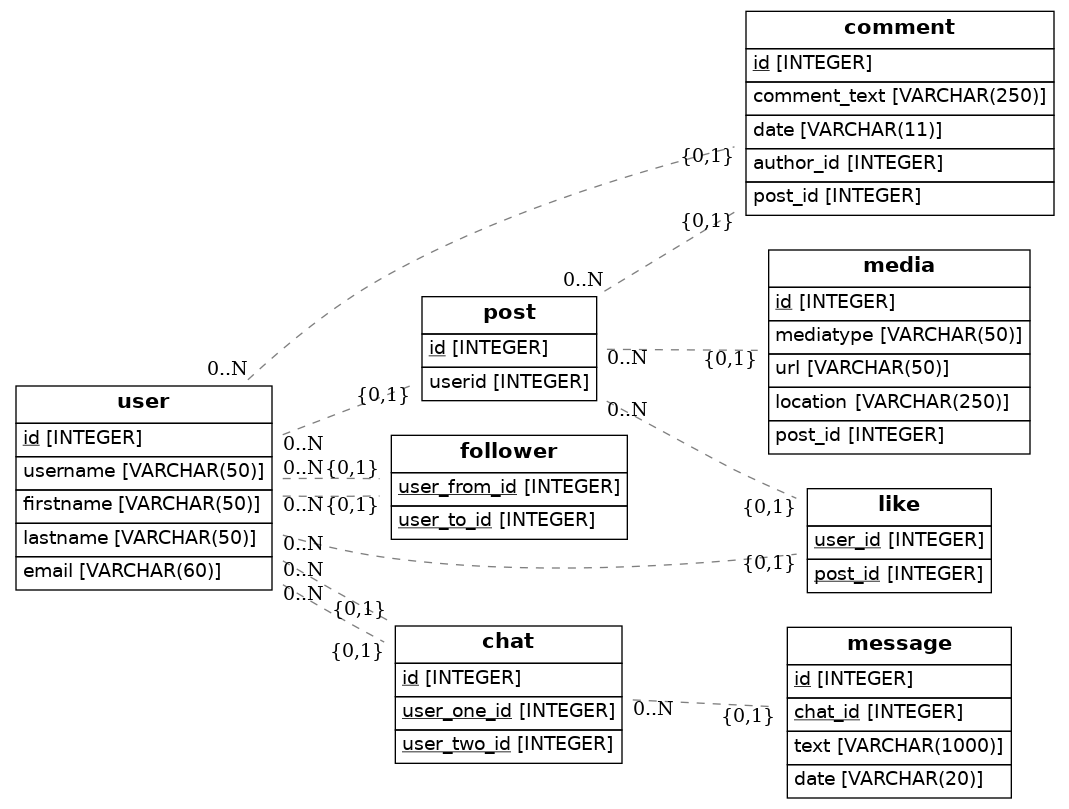 comment
id [INTEGER]
comment_text [VARCHAR(250)]
date [VARCHAR(11)]
author_id [INTEGER]
post_id [INTEGER]
{0,1}
{0,1}
0..N
0..N
media
id [INTEGER]
mediatype [VARCHAR(50)]
url [VARCHAR(50)]
location [VARCHAR(250)]
post_id [INTEGER]
post
id [INTEGER]
userid [INTEGER]
0..N
{0,1}
0..N
{0,1}
user
id [INTEGER]
username [VARCHAR(50)]
firstname [VARCHAR(50)]
lastname [VARCHAR(50)]
email [VARCHAR(60)]
{0,1}
0..N
0..N{0,1}
0..N{0,1}
0..N
0..N
0..N
{0,1}
{0,1}
follower
user_from_id [INTEGER]
user_to_id [INTEGER]
like
user_id [INTEGER]
post_id [INTEGER]
{0,1}
chat
id [INTEGER]
user_one_id [INTEGER]
user_two_id [INTEGER]
0..N
{0,1}
message
id [INTEGER]
chat_id [INTEGER]
text [VARCHAR(1000)]
date [VARCHAR(20)]